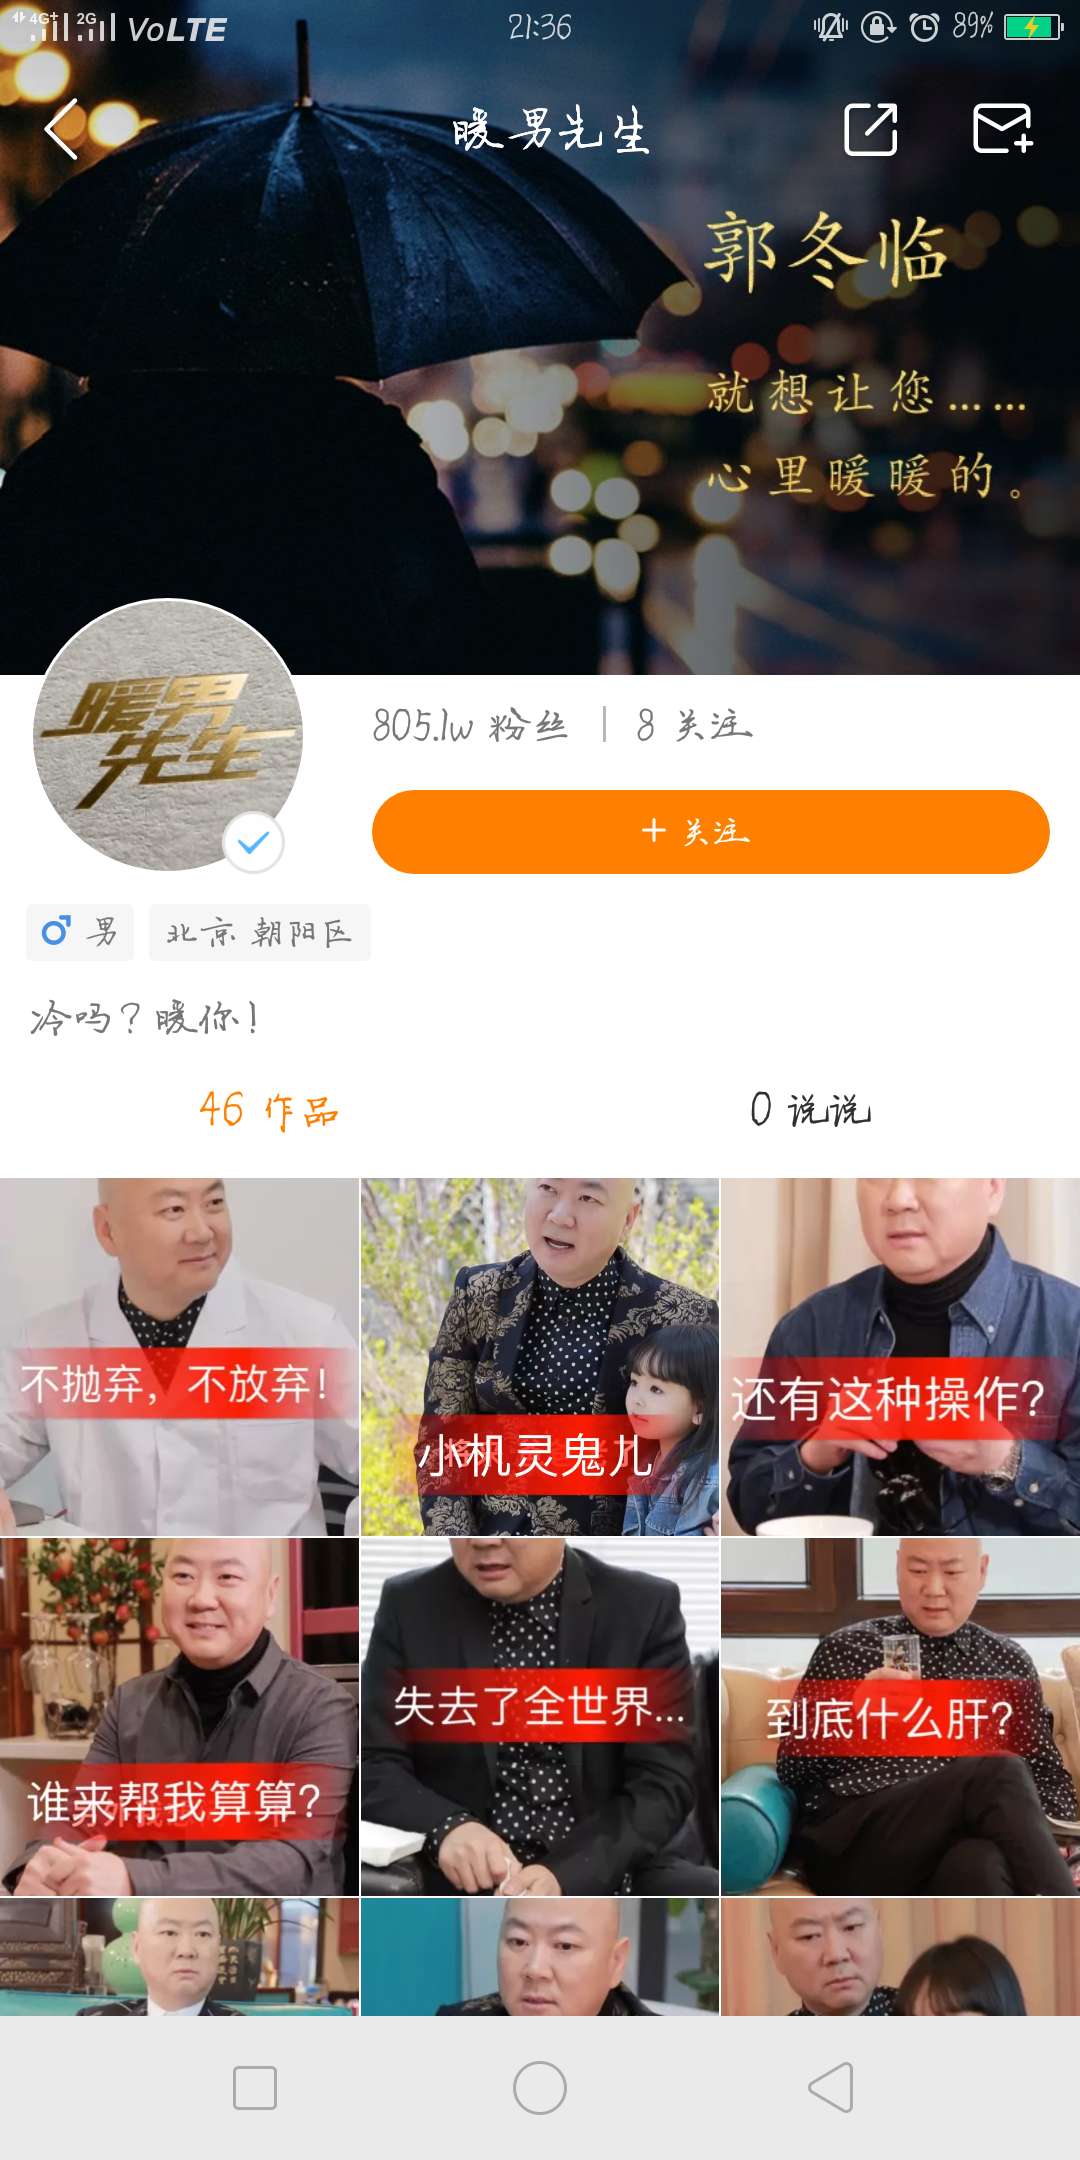 4G+ 2G VoLTE 21:36 89%
暖男先生
郭冬临
就想让您……
心里暖暖的。
暖男
先生
805.1w 粉丝 | 8 关注
+ 关注
男 北京 朝阳区
冷吗？暖你！
46 作品 0 说说
不抛弃，不放弃！
小机灵鬼儿
还有这种操作？
谁来帮我算算？
失去了全世界...
到底什么肝？